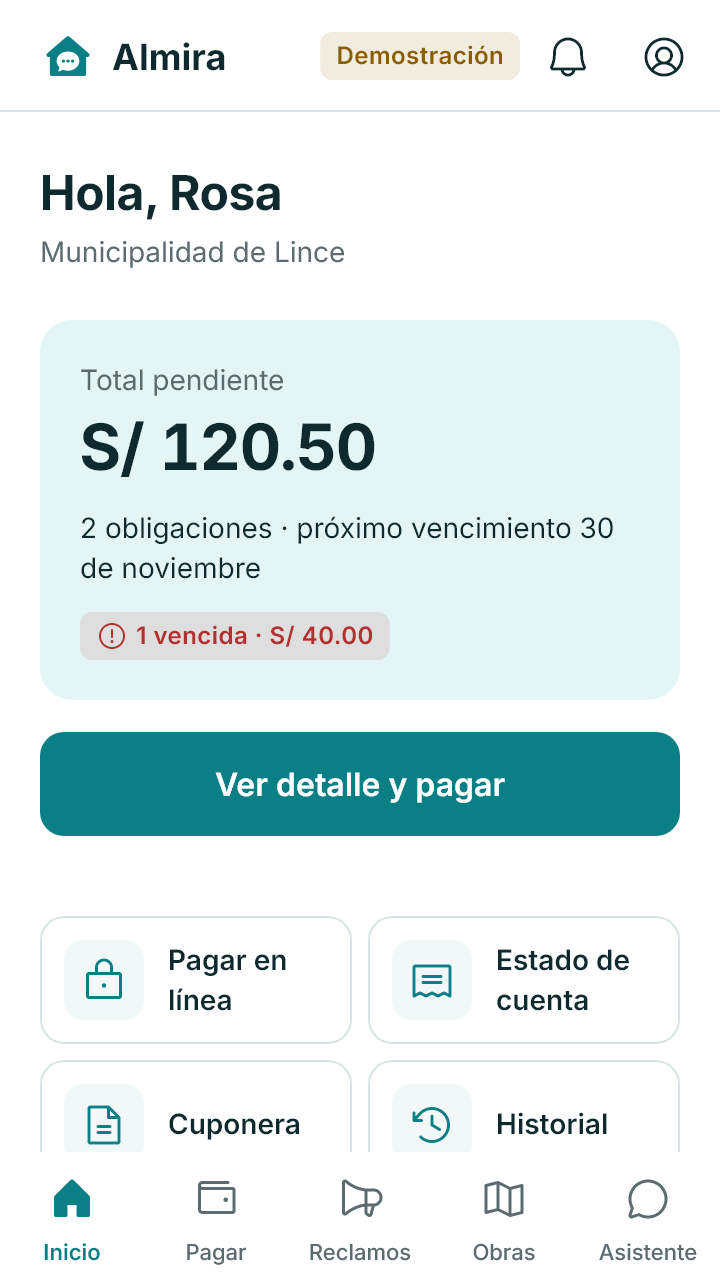 Almira
Demostración
Hola, Rosa
Municipalidad de Lince
Total pendiente
S/ 120.50
2 obligaciones · próximo vencimiento 30
de noviembre
1 vencida · S/ 40.00
Ver detalle y pagar
Pagar en
línea
Estado de
cuenta
Cuponera
Historial
Inicio
Pagar
Reclamos
Obras
Asistente